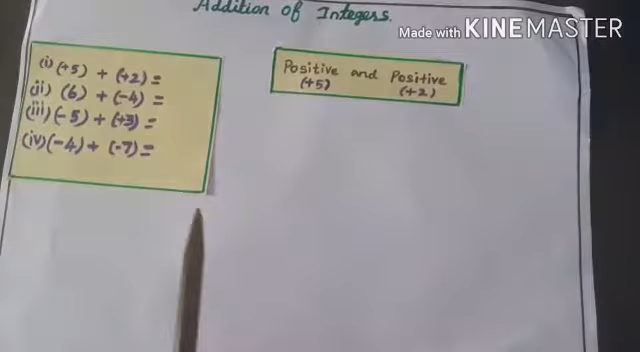 Addition of Integers.
Made with KINEMASTER
(i) (+5) + (+2) =
(ii) (6) + (-4) =
(iii) (-5) + (+3) =
(iv) (-4) + (-7) =
Positive and Positive
(+5) (+2)